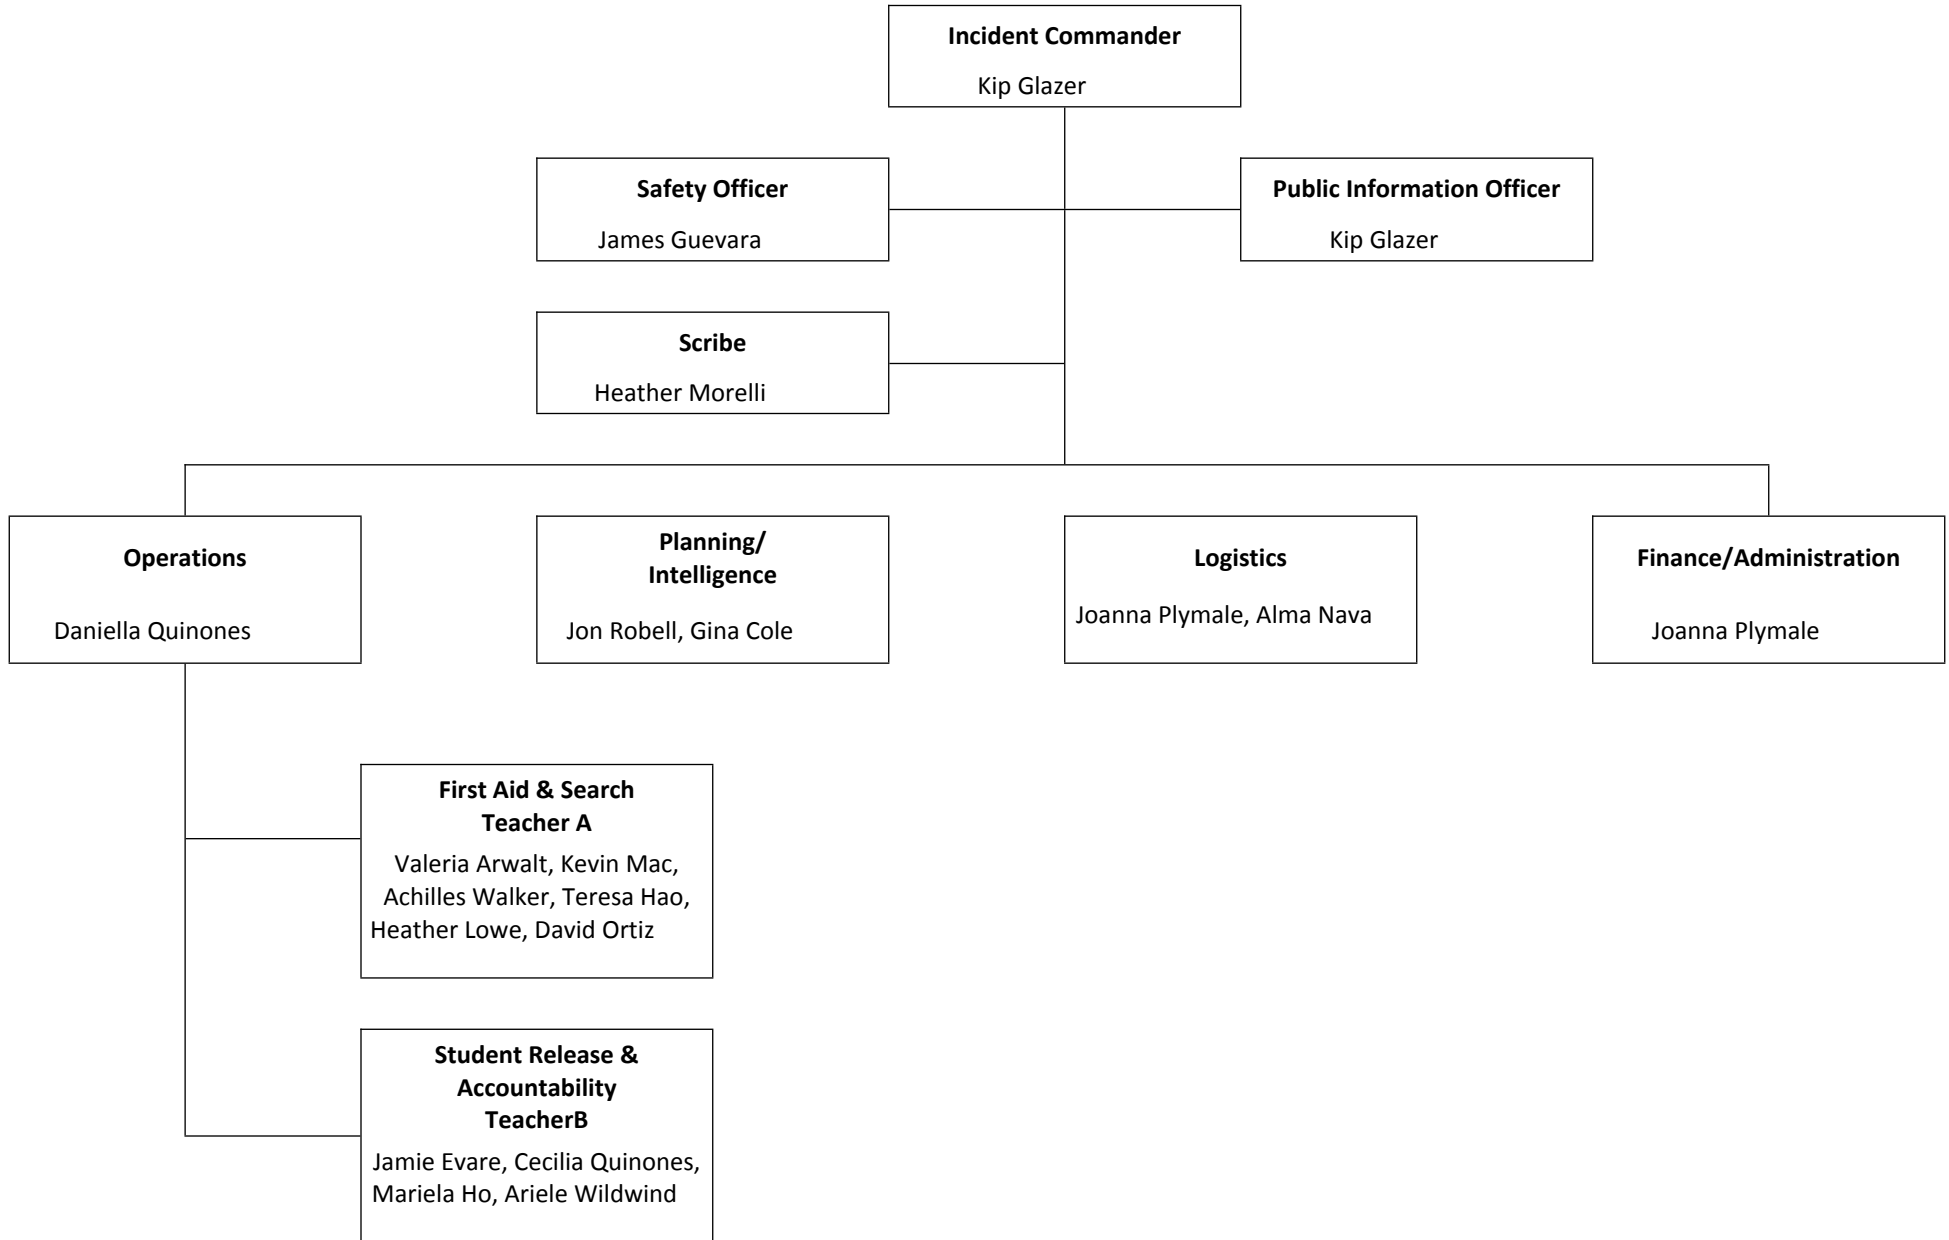 Incident Commander
Kip Glazer
Safety Officer
James Guevara
Public Information Officer
Kip Glazer
Scribe
Heather Morelli
Operations
Daniella Quinones
Planning/
Intelligence
Jon Robell, Gina Cole
Logistics
Joanna Plymale, Alma Nava
Finance/Administration
Joanna Plymale
First Aid & Search
Teacher A
Valeria Arwalt, Kevin Mac,
Achilles Walker, Teresa Hao,
Heather Lowe, David Ortiz
Student Release &
Accountability
TeacherB
Jamie Evare, Cecilia Quinones,
Mariela Ho, Ariele Wildwind